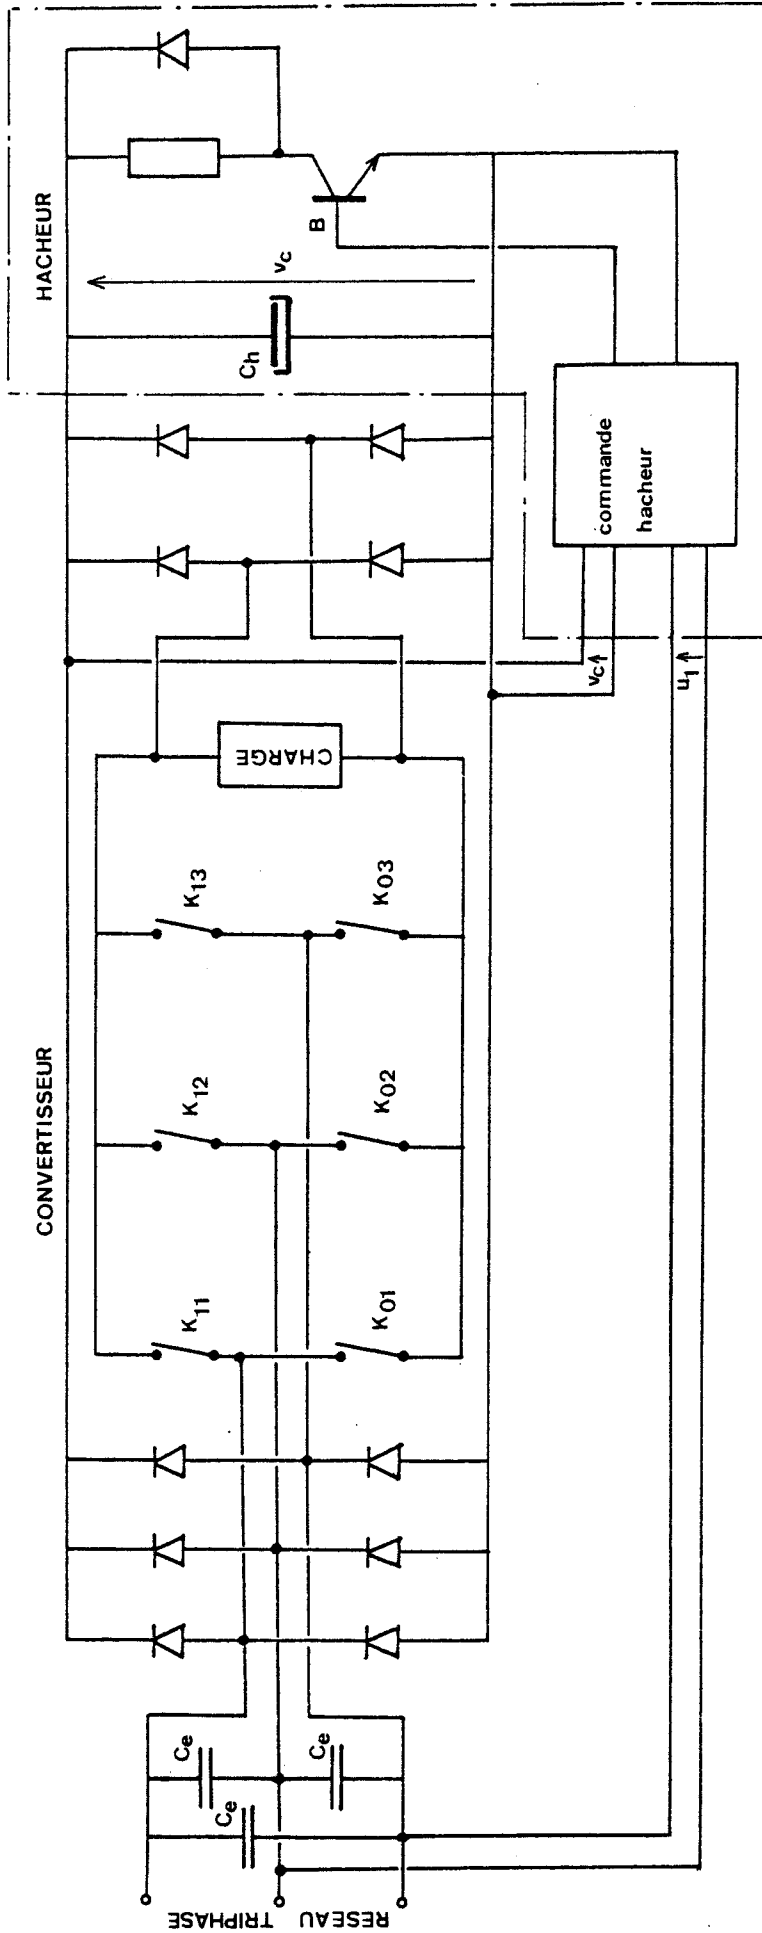 CONVERTISSEUR
HACHEUR
RESEAU TRIPHASE
Ce
Ce
Ce
K11
K12
K13
K01
K02
K03
CHARGE
Ch
vc
B
vc
u1
commande
hacheur